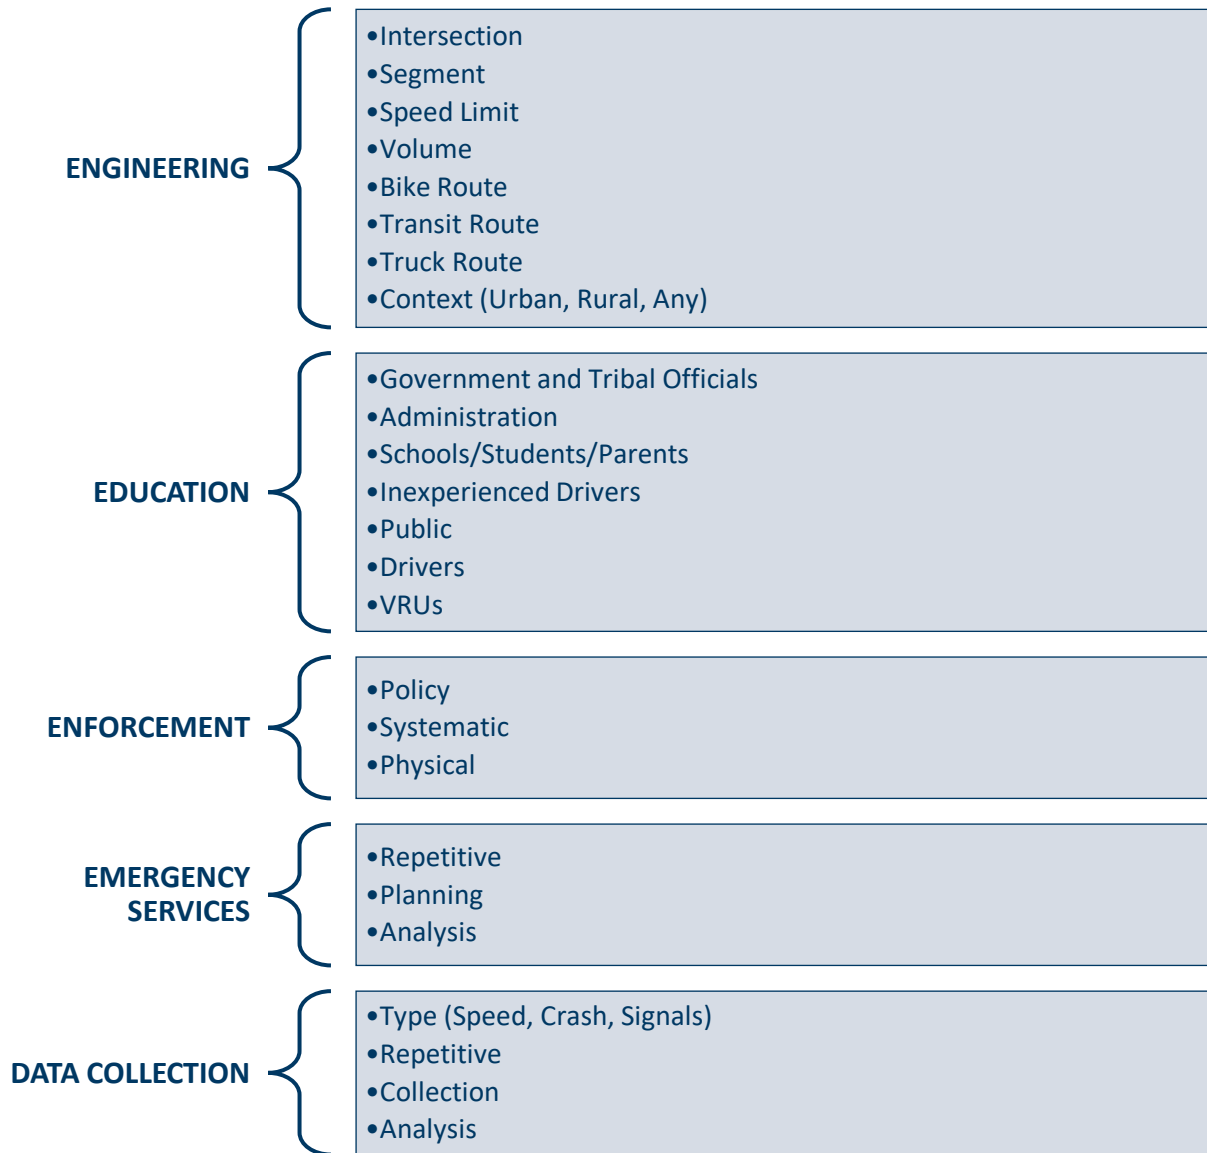 ENGINEERING
•Intersection
•Segment
•Speed Limit
•Volume
•Bike Route
•Transit Route
•Truck Route
•Context (Urban, Rural, Any)
EDUCATION
•Government and Tribal Officials
•Administration
•Schools/Students/Parents
•Inexperienced Drivers
•Public
•Drivers
•VRUs
ENFORCEMENT
•Policy
•Systematic
•Physical
EMERGENCY
SERVICES
•Repetitive
•Planning
•Analysis
DATA COLLECTION
•Type (Speed, Crash, Signals)
•Repetitive
•Collection
•Analysis